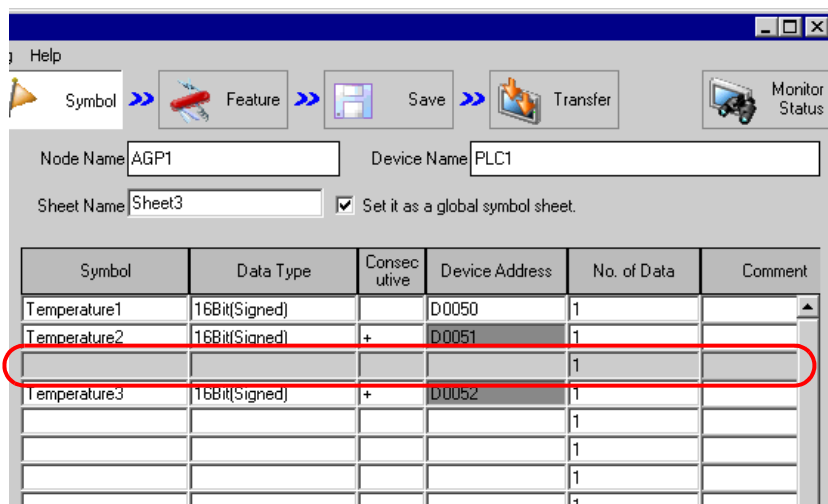 Help
Symbol Feature Save Transfer Monitor Status
Node Name AGP1 Device Name PLC1
Sheet Name Sheet3 Set it as a global symbol sheet.
Symbol Data Type Consecutive Device Address No. of Data Comment
Temperature1 16Bit(Signed) D0050 1
Temperature2 16Bit(Signed) + D0051 1
1
Temperature3 16Bit(Signed) + D0052 1
1
1
1